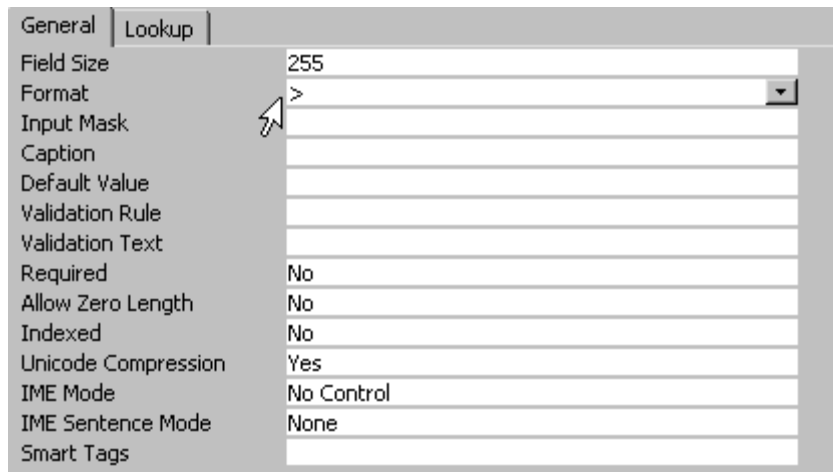 General Lookup
Field Size 255
Format >
Input Mask
Caption
Default Value
Validation Rule
Validation Text
Required No
Allow Zero Length No
Indexed No
Unicode Compression Yes
IME Mode No Control
IME Sentence Mode None
Smart Tags